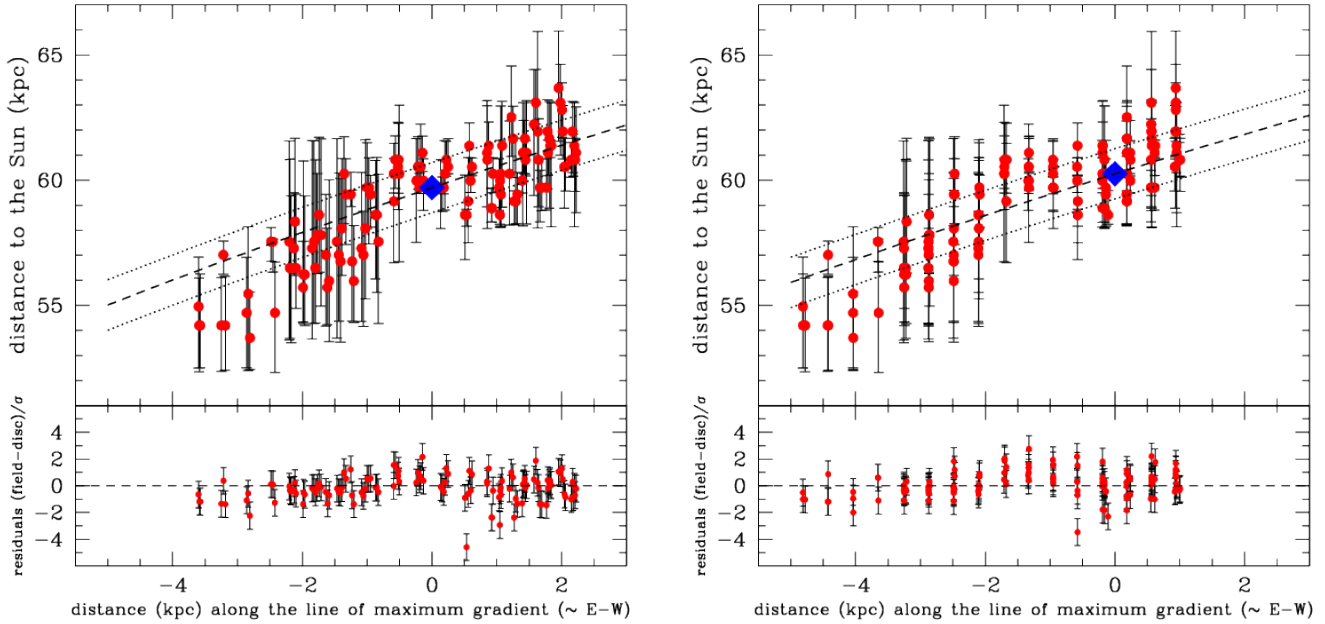 distance to the Sun (kpc)
65
60
55
residuals (field-disc)/σ
4
2
0
−2
−4
−4 −2 0 2
distance (kpc) along the line of maximum gradient (~ E−W)
distance to the Sun (kpc)
65
60
55
residuals (field-disc)/σ
4
2
0
−2
−4
−4 −2 0 2
distance (kpc) along the line of maximum gradient (~ E−W)